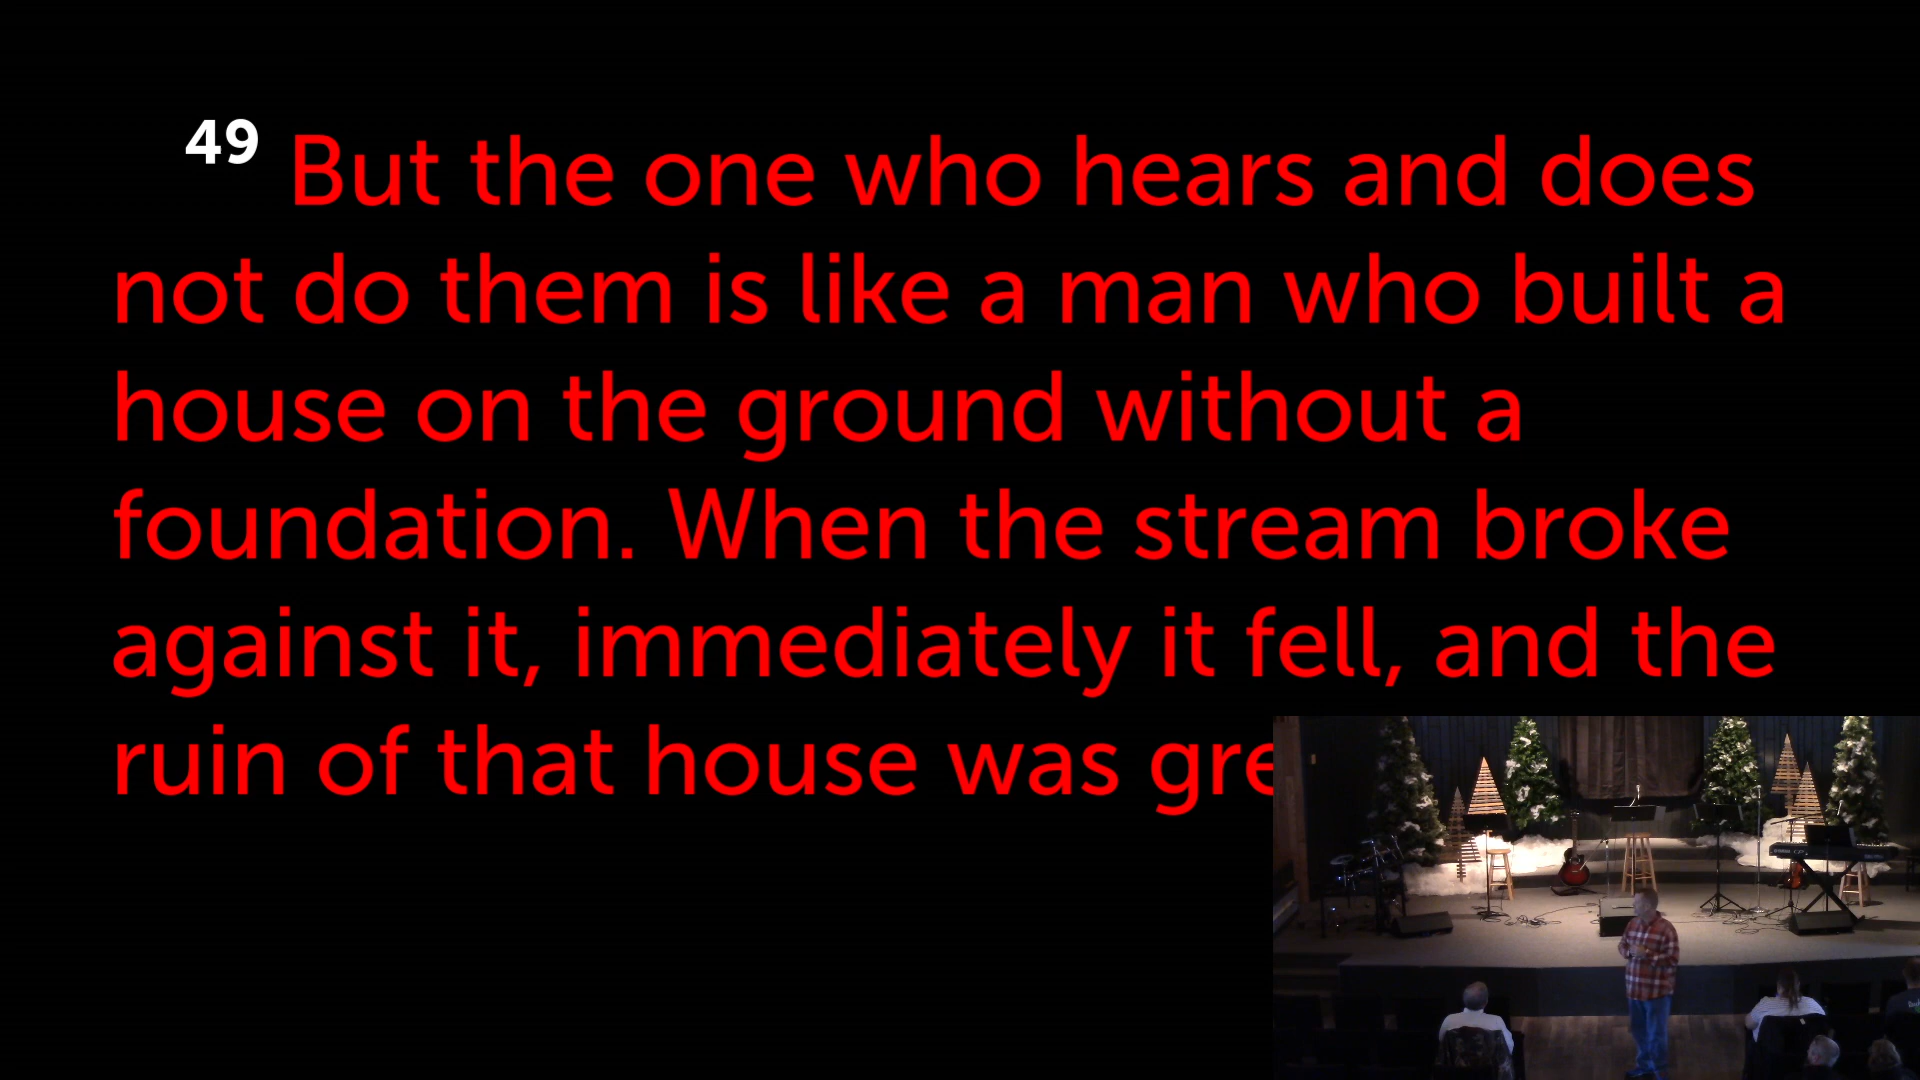 49 But the one who hears and does
not do them is like a man who built a
house on the ground without a
foundation. When the stream broke
against it, immediately it fell, and the
ruin of that house was gre